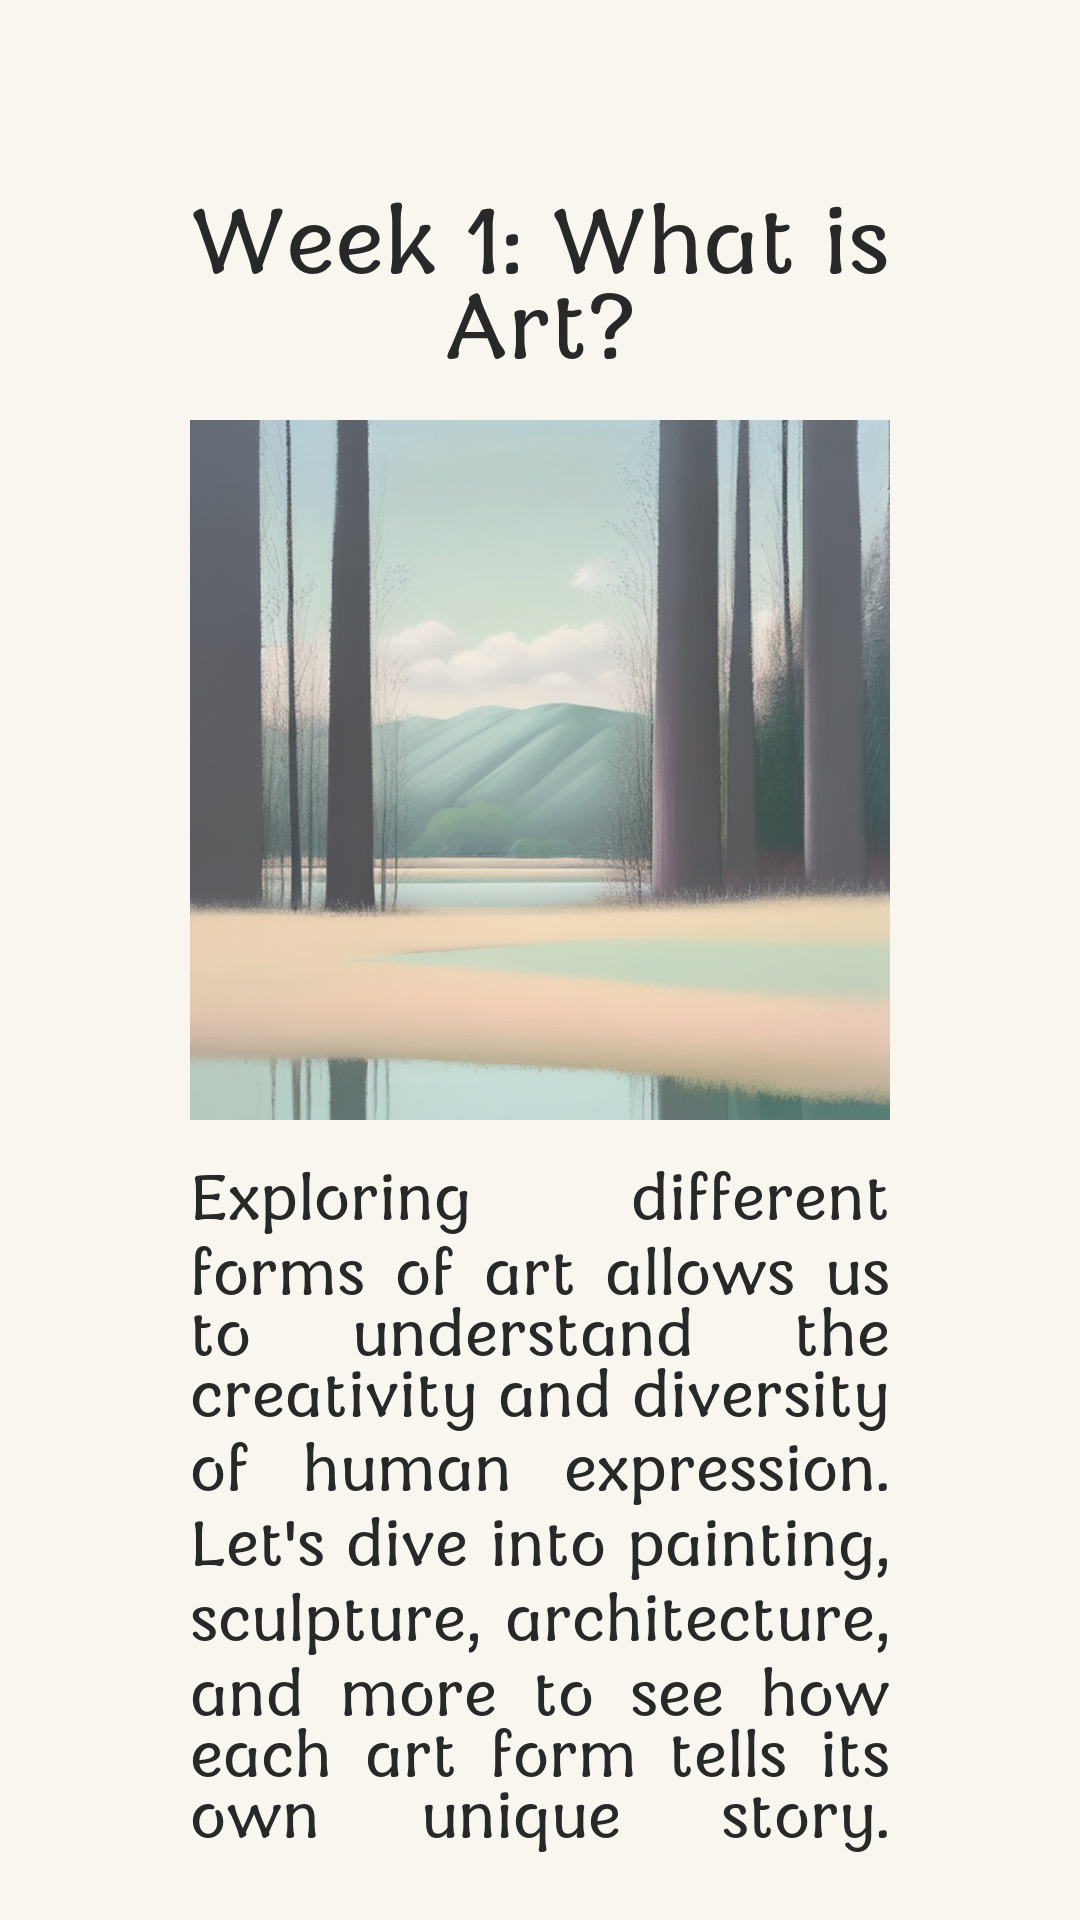 Week 1: What is
Art?
Exploring different
forms of art allows us
to understand the
creativity and diversity
of human expression.
Let's dive into painting,
sculpture, architecture,
and more to see how
each art form tells its
own unique story.